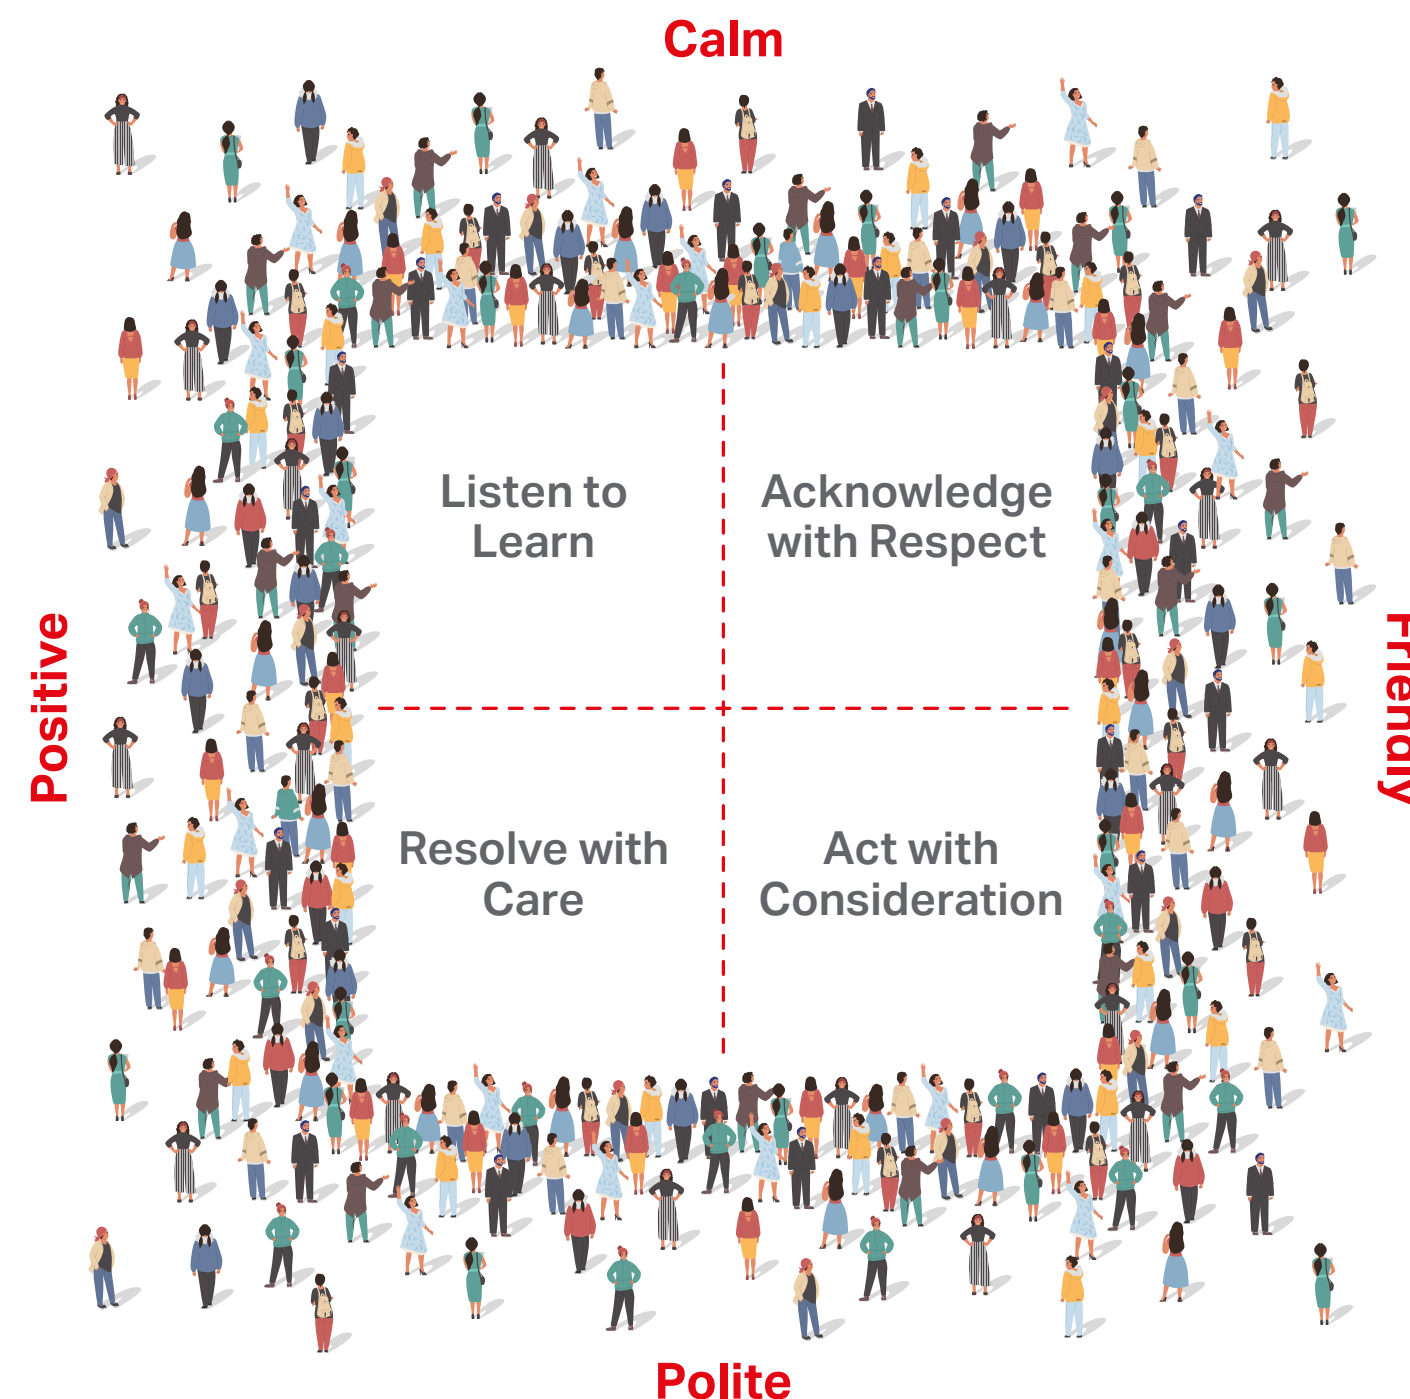 Calm
Listen to
Learn
Acknowledge
with Respect
Positive
Friendly
Resolve with
Care
Act with
Consideration
Polite